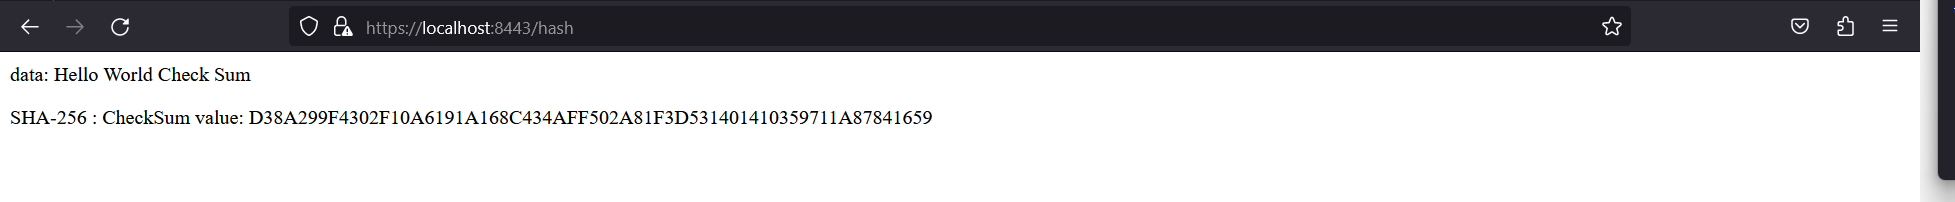 https://localhost:8443/hash
data: Hello World Check Sum
SHA-256 : CheckSum value: D38A299F4302F10A6191A168C434AFF502A81F3D531401410359711A87841659